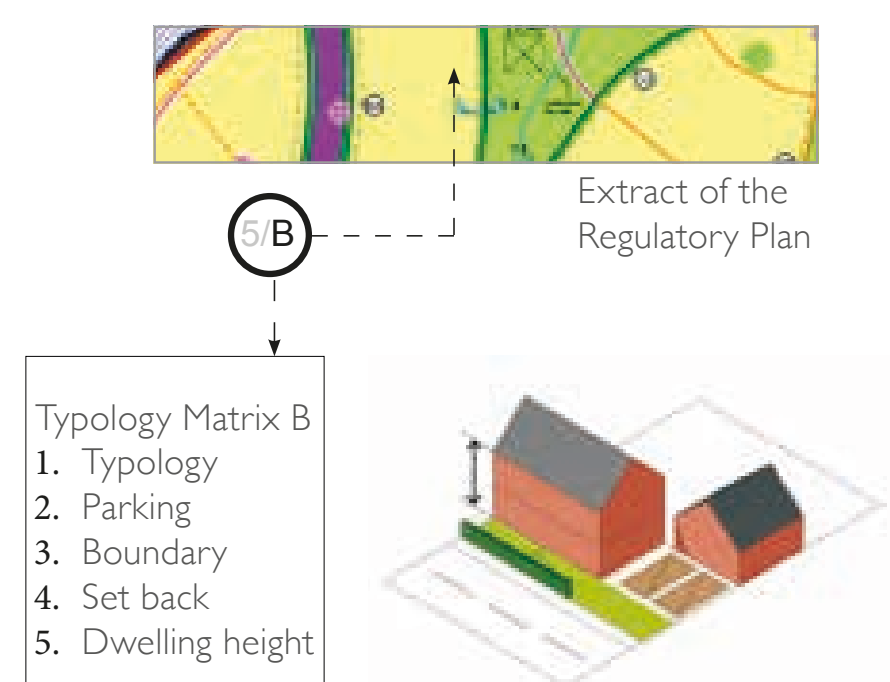 Extract of the
Regulatory Plan
5/B
Typology Matrix B
1. Typology
2. Parking
3. Boundary
4. Set back
5. Dwelling height